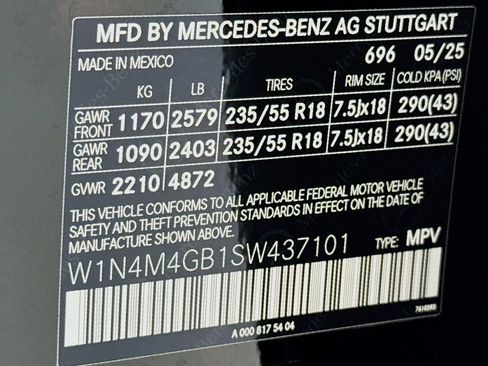 MFD BY MERCEDES-BENZ AG STUTTGART
696 05/25
MADE IN MEXICO
KG LB TIRES RIM SIZE COLD KPA(PSI)
GAWR FRONT 1170 2579 235/55 R18 7.5Jx18 290(43)
GAWR REAR 1090 2403 235/55 R18 7.5Jx18 290(43)
GVWR 2210 4872
THIS VEHICLE CONFORMS TO ALL APPLICABLE FEDERAL MOTOR VEHICLE
SAFETY AND THEFT PREVENTION STANDARDS IN EFFECT ON THE DATE OF
MANUFACTURE SHOWN ABOVE.
W1N4M4GB1SW437101 TYPE: MPV
A 000 817 54 04